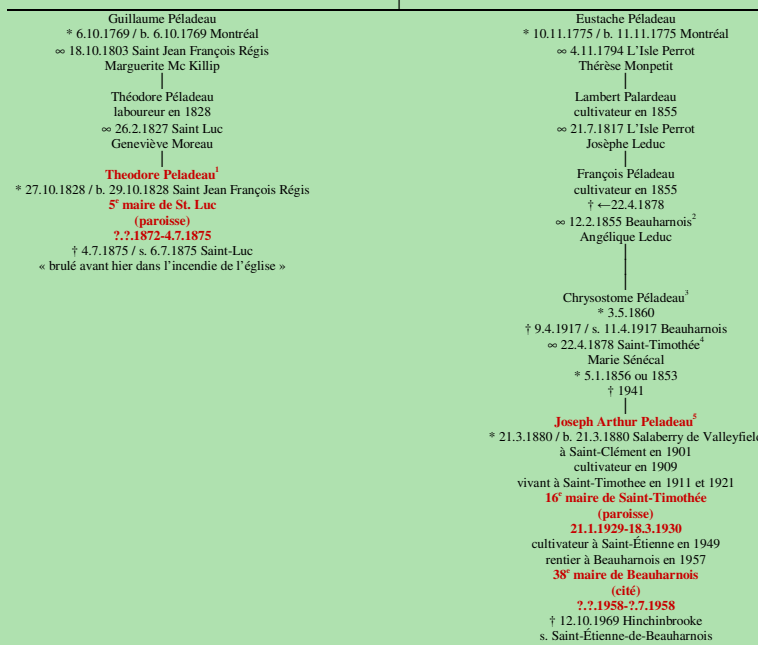 Guillaume Péladeau
* 6.10.1769 / b. 6.10.1769 Montréal
∞ 18.10.1803 Saint Jean François Régis
Marguerite Mc Killip
Théodore Péladeau
laboureur en 1828
∞ 26.2.1827 Saint Luc
Geneviève Moreau
Theodore Peladeau¹
* 27.10.1828 / b. 29.10.1828 Saint Jean François Régis
5ᵉ maire de St. Luc
(paroisse)
?.?.1872-4.7.1875
† 4.7.1875 / s. 6.7.1875 Saint-Luc
« brulé avant hier dans l'incendie de l'église »
Eustache Péladeau
* 10.11.1775 / b. 11.11.1775 Montréal
∞ 4.11.1794 L'Isle Perrot
Thérèse Monpetit
Lambert Palardeau
cultivateur en 1855
∞ 21.7.1817 L'Isle Perrot
Josèphe Leduc
François Péladeau
cultivateur en 1855
† ←22.4.1878
∞ 12.2.1855 Beauharnois²
Angélique Leduc
Chrysostome Péladeau³
* 3.5.1860
† 9.4.1917 / s. 11.4.1917 Beauharnois
∞ 22.4.1878 Saint-Timothée⁴
Marie Sénécal
* 5.1.1856 ou 1853
† 1941
Joseph Arthur Peladeau⁵
* 21.3.1880 / b. 21.3.1880 Salaberry de Valleyfield
à Saint-Clément en 1901
cultivateur en 1909
vivant à Saint-Timothee en 1911 et 1921
16ᵉ maire de Saint-Timothée
(paroisse)
21.1.1929-18.3.1930
cultivateur à Saint-Étienne en 1949
rentier à Beauharnois en 1957
38ᵉ maire de Beauharnois
(cité)
?.?.1958-?.7.1958
† 12.10.1969 Hinchinbrooke
s. Saint-Étienne-de-Beauharnois